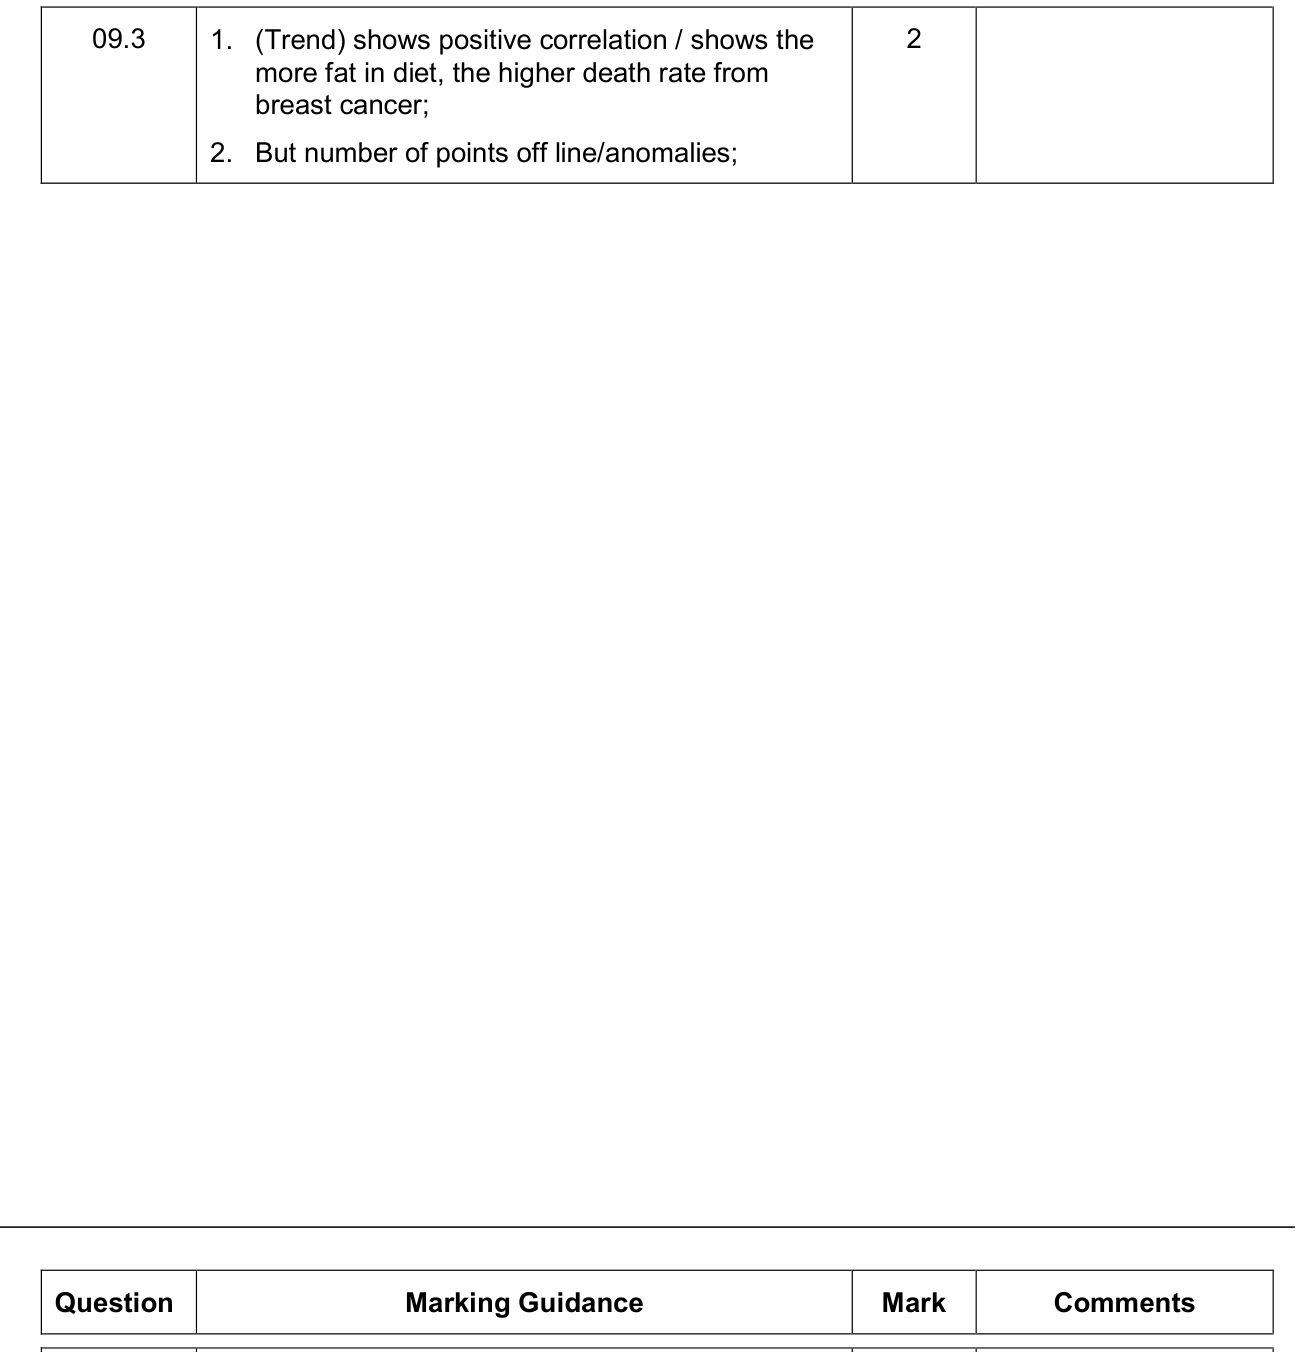 09.3 1. (Trend) shows positive correlation / shows the 2
more fat in diet, the higher death rate from
breast cancer;
2. But number of points off line/anomalies;
Question Marking Guidance Mark Comments